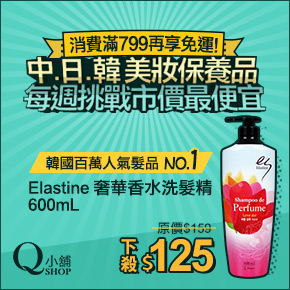 消費滿799再享免運!
中.日.韓 美妝保養品
每週挑戰市價最便宜
韓國百萬人氣髮品 NO.1
Elastine 奢華香水洗髮精
600mL
原價$159
下殺$125
Q小舖
SHOP
es
Shampoo de
Perfume
Love me